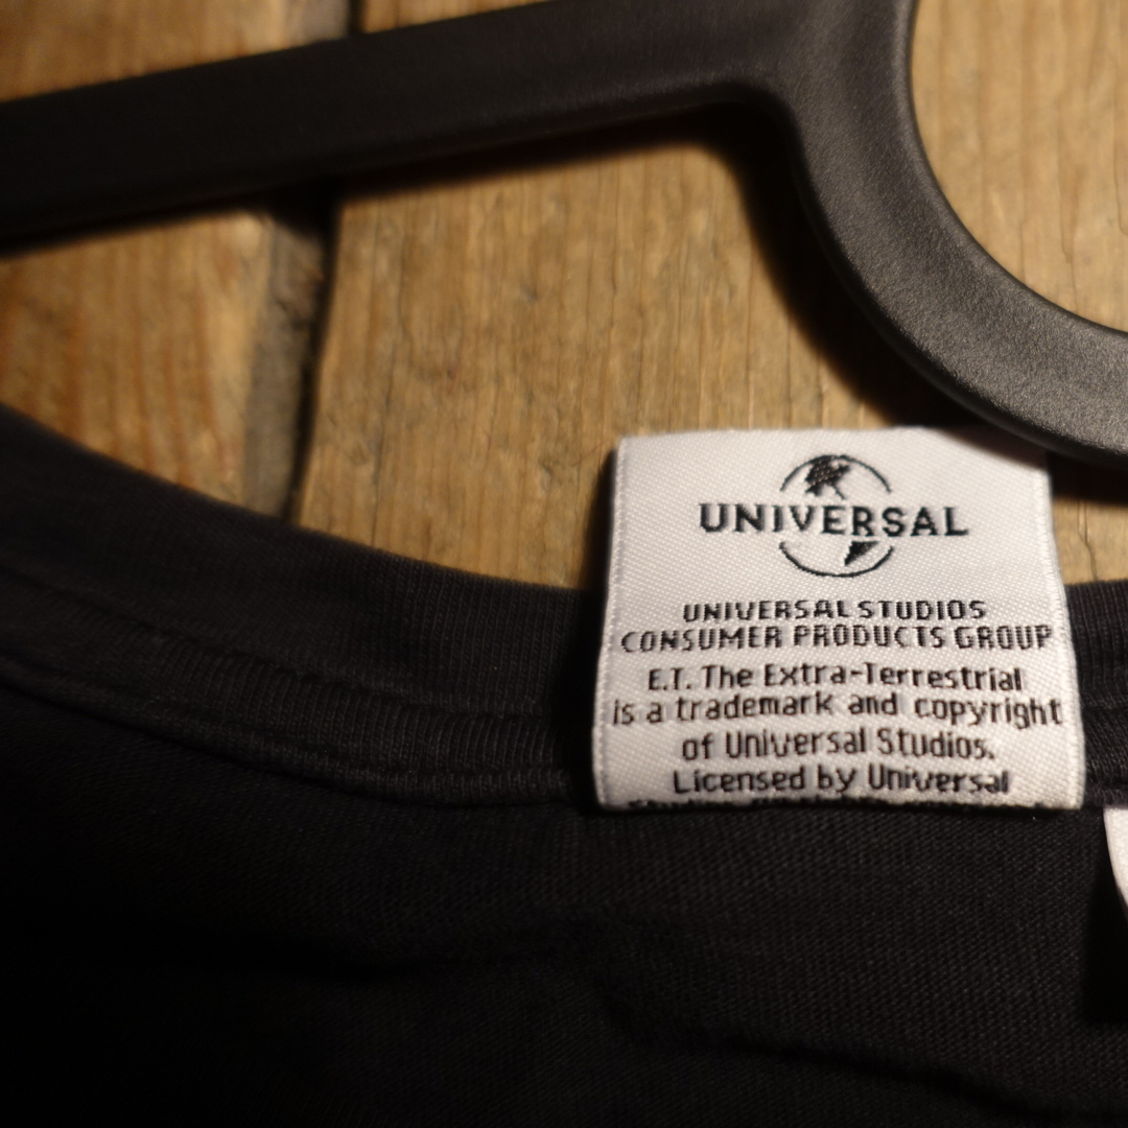 UNIVERSAL
UNIVERSAL STUDIOS
CONSUMER PRODUCTS GROUP
E.T. The Extra-Terrestrial
is a trademark and copyright
of Universal Studios.
Licensed by Universal